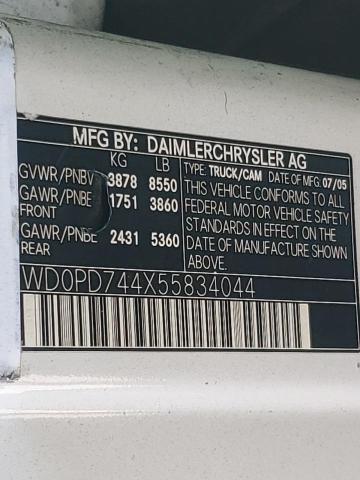 MFG BY: DAIMLERCHRYSLER AG
KG LB
GVWR/PNBV 3878 8550
GAWR/PNBE FRONT 1751 3860
GAWR/PNBE REAR 2431 5360
TYPE: TRUCK/CAM DATE OF MFG: 07/05
THIS VEHICLE CONFORMS TO ALL
FEDERAL MOTOR VEHICLE SAFETY
STANDARDS IN EFFECT ON THE
DATE OF MANUFACTURE SHOWN
ABOVE.
WD0PD744X55834044